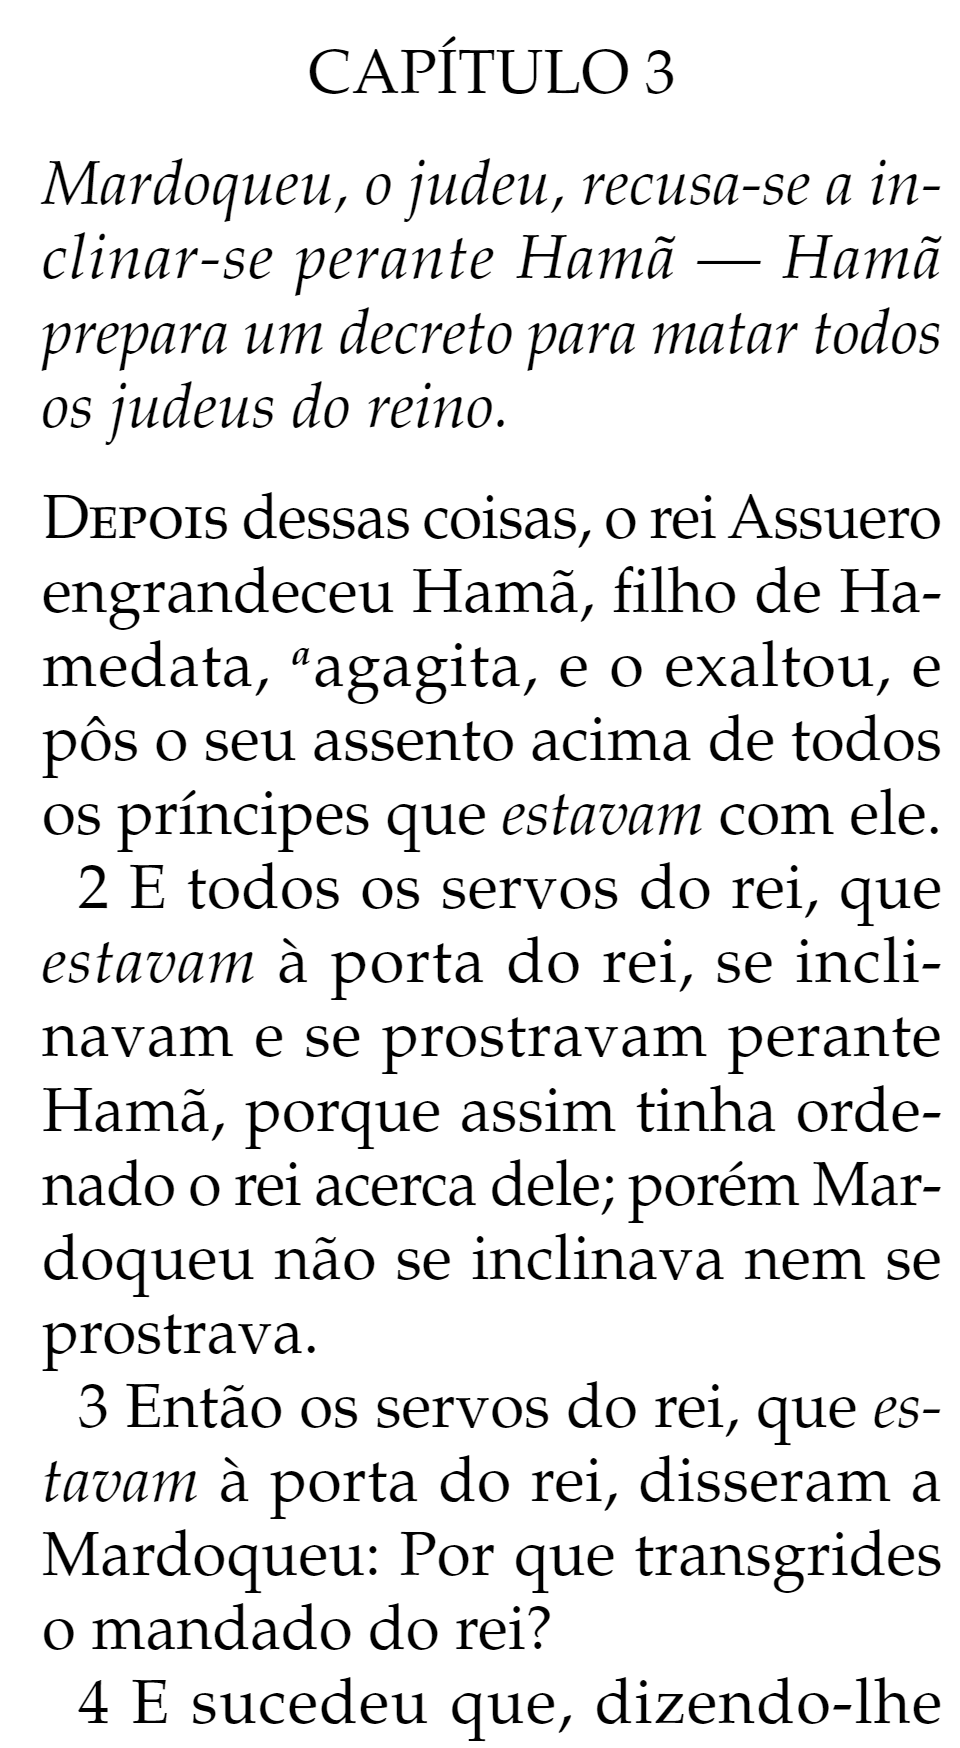 CAPÍTULO 3
Mardoqueu, o judeu, recusa-se a in-
clinar-se perante Hamã — Hamã
prepara um decreto para matar todos
os judeus do reino.
Depois dessas coisas, o rei Assuero
engrandeceu Hamã, filho de Ha-
medata, ªagagita, e o exaltou, e
pôs o seu assento acima de todos
os príncipes que estavam com ele.
2 E todos os servos do rei, que
estavam à porta do rei, se incli-
navam e se prostravam perante
Hamã, porque assim tinha orde-
nado o rei acerca dele; porém Mar-
doqueu não se inclinava nem se
prostrava.
3 Então os servos do rei, que es-
tavam à porta do rei, disseram a
Mardoqueu: Por que transgrides
o mandado do rei?
4 E sucedeu que, dizendo-lhe